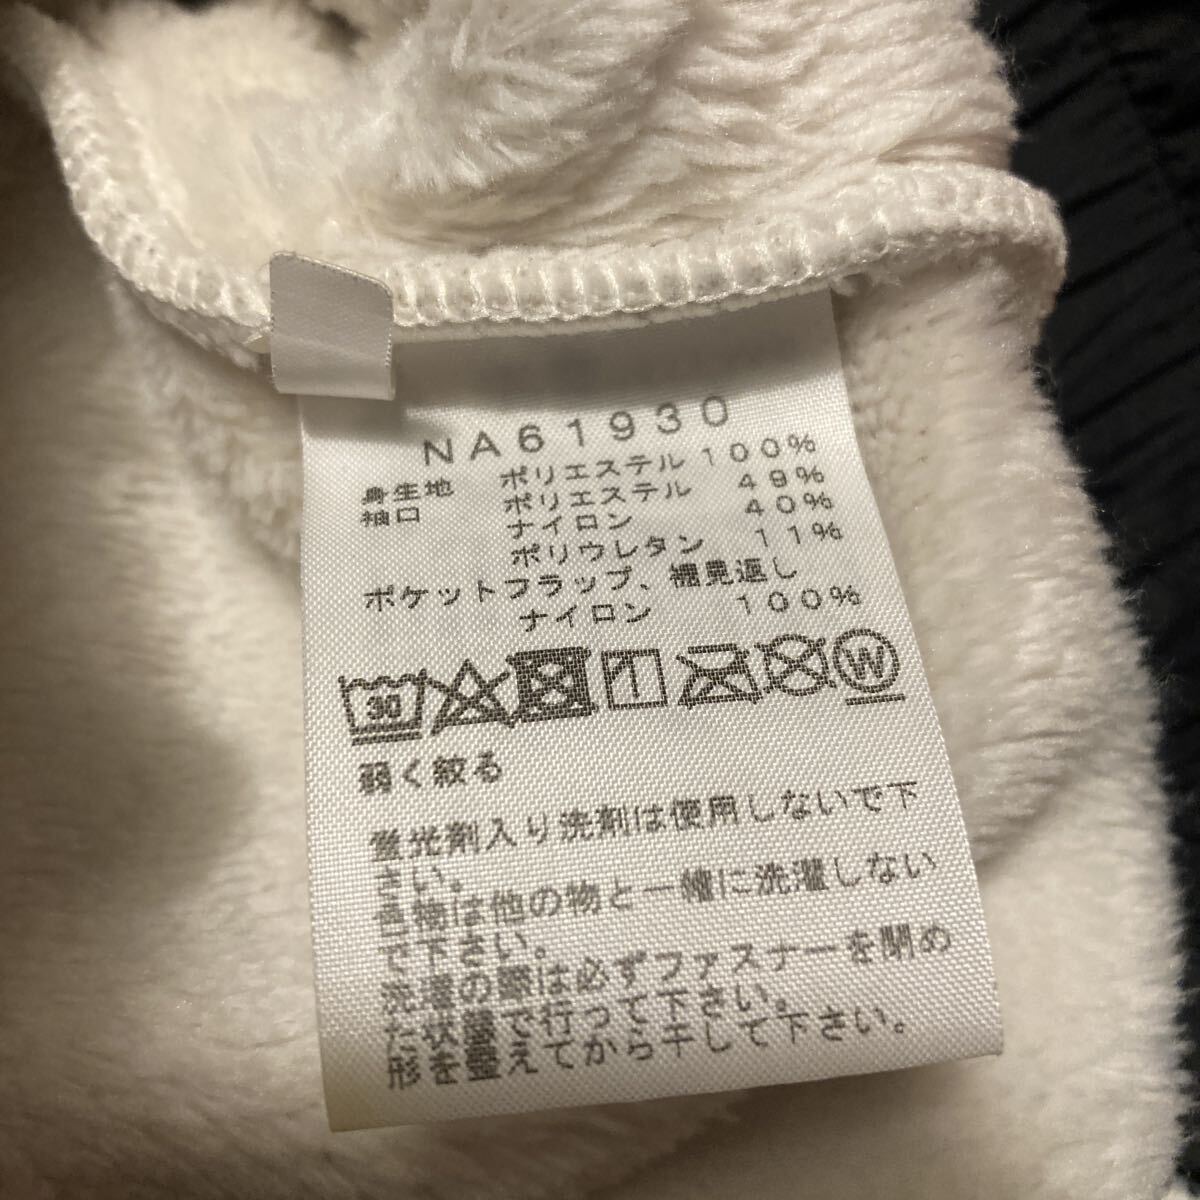 NA61930
身生地 ポリエステル 100%
袖口 ポリエステル 49%
ナイロン 40%
ポリウレタン 11%
ポケットフラップ、裾見返し
ナイロン 100%
30 1 W
弱く絞る
蛍光剤入り洗剤は使用しないで下
さい。
色物は他の物と一緒に洗濯しない
で下さい。
洗濯の際は必ずファスナーを閉め
た状態で行って下さい。
形を整えてから干して下さい。